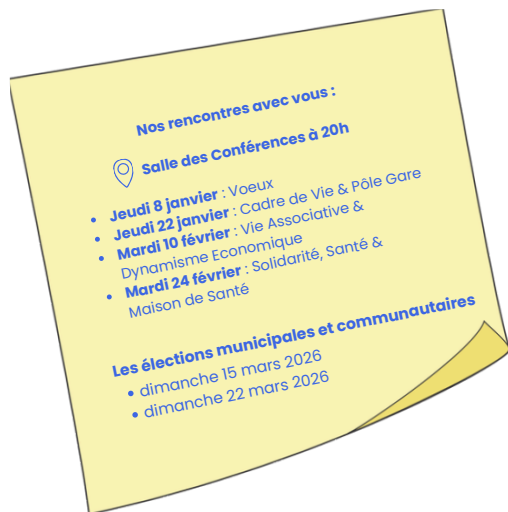 Nos rencontres avec vous :
Salle des Conférences à 20h
• Jeudi 8 janvier : Voeux
• Jeudi 22 janvier : Cadre de Vie & Pôle Gare
• Mardi 10 février : Vie Associative &
Dynamisme Economique
• Mardi 24 février : Solidarité, Santé &
Maison de Santé
Les élections municipales et communautaires
• dimanche 15 mars 2026
• dimanche 22 mars 2026